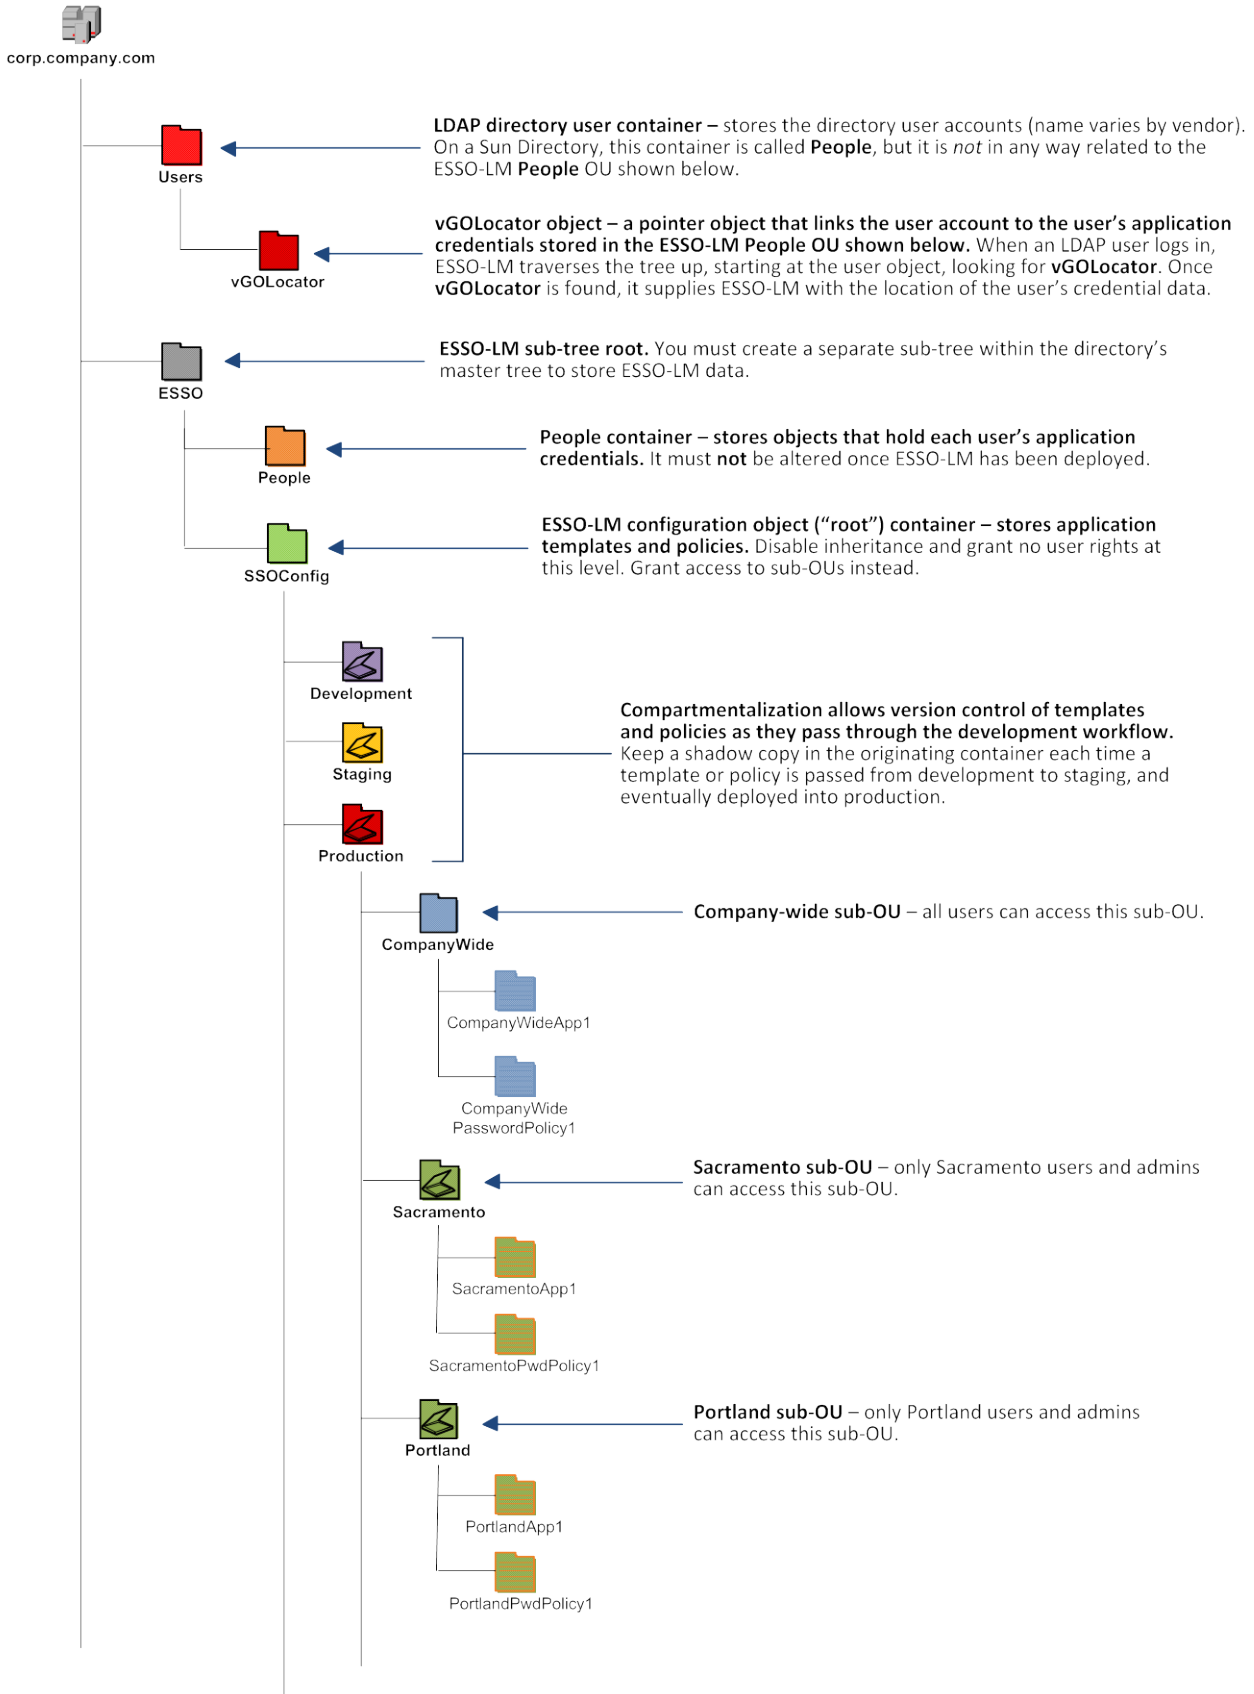 corp.company.com
LDAP directory user container – stores the directory user accounts (name varies by vendor).
On a Sun Directory, this container is called People, but it is not in any way related to the
ESSO-LM People OU shown below.
Users
vGOLocator object – a pointer object that links the user account to the user’s application
credentials stored in the ESSO-LM People OU shown below. When an LDAP user logs in,
ESSO-LM traverses the tree up, starting at the user object, looking for vGOLocator. Once
vGOLocator is found, it supplies ESSO-LM with the location of the user’s credential data.
vGOLocator
ESSO-LM sub-tree root. You must create a separate sub-tree within the directory’s
master tree to store ESSO-LM data.
ESSO
People container – stores objects that hold each user’s application
credentials. It must not be altered once ESSO-LM has been deployed.
People
ESSO-LM configuration object (“root”) container – stores application
templates and policies. Disable inheritance and grant no user rights at
this level. Grant access to sub-OUs instead.
SSOConfig
Development
Staging
Production
Compartmentalization allows version control of templates
and policies as they pass through the development workflow.
Keep a shadow copy in the originating container each time a
template or policy is passed from development to staging, and
eventually deployed into production.
Company-wide sub-OU – all users can access this sub-OU.
CompanyWide
CompanyWideApp1
CompanyWide
PasswordPolicy1
Sacramento sub-OU – only Sacramento users and admins
can access this sub-OU.
Sacramento
SacramentoApp1
SacramentoPwdPolicy1
Portland sub-OU – only Portland users and admins
can access this sub-OU.
Portland
PortlandApp1
PortlandPwdPolicy1